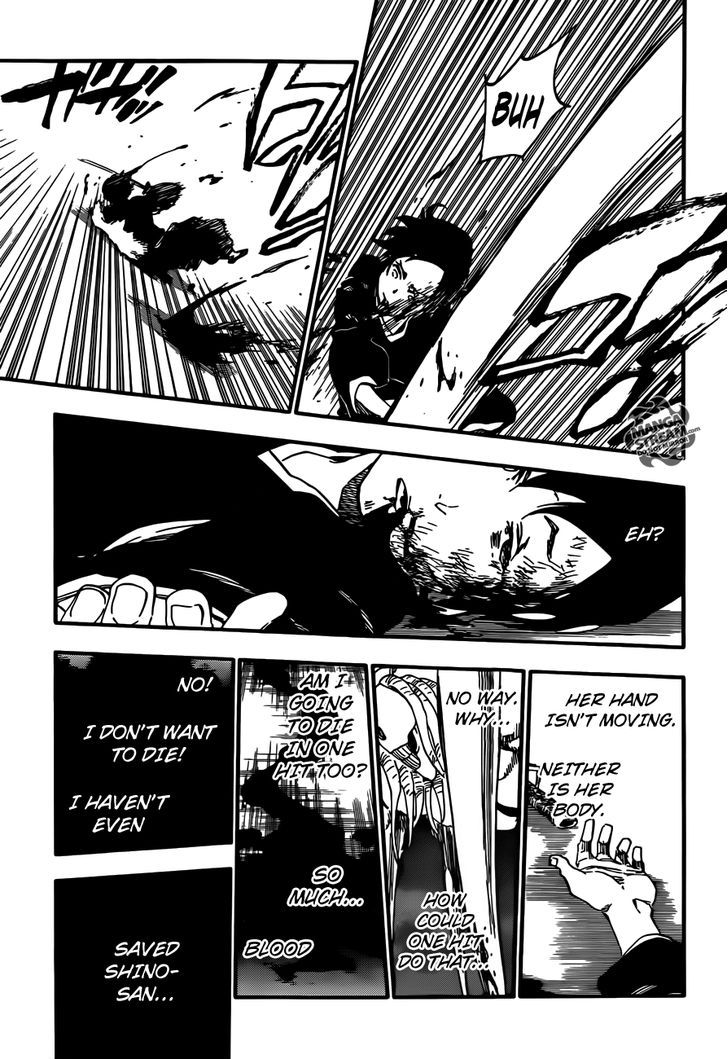 BUH
MANGA
STREAM.com
EH?
HER HAND
ISN'T MOVING.
NEITHER
IS HER
BODY.
NO WAY.
WHY...
HOW
COULD
ONE HIT
DO THAT...
AM I
GOING
TO DIE
IN ONE
HIT TOO?
SO
MUCH...
BLOOD
NO!
I DON'T WANT
TO DIE!
I HAVEN'T
EVEN
SAVED
SHINO-
SAN...